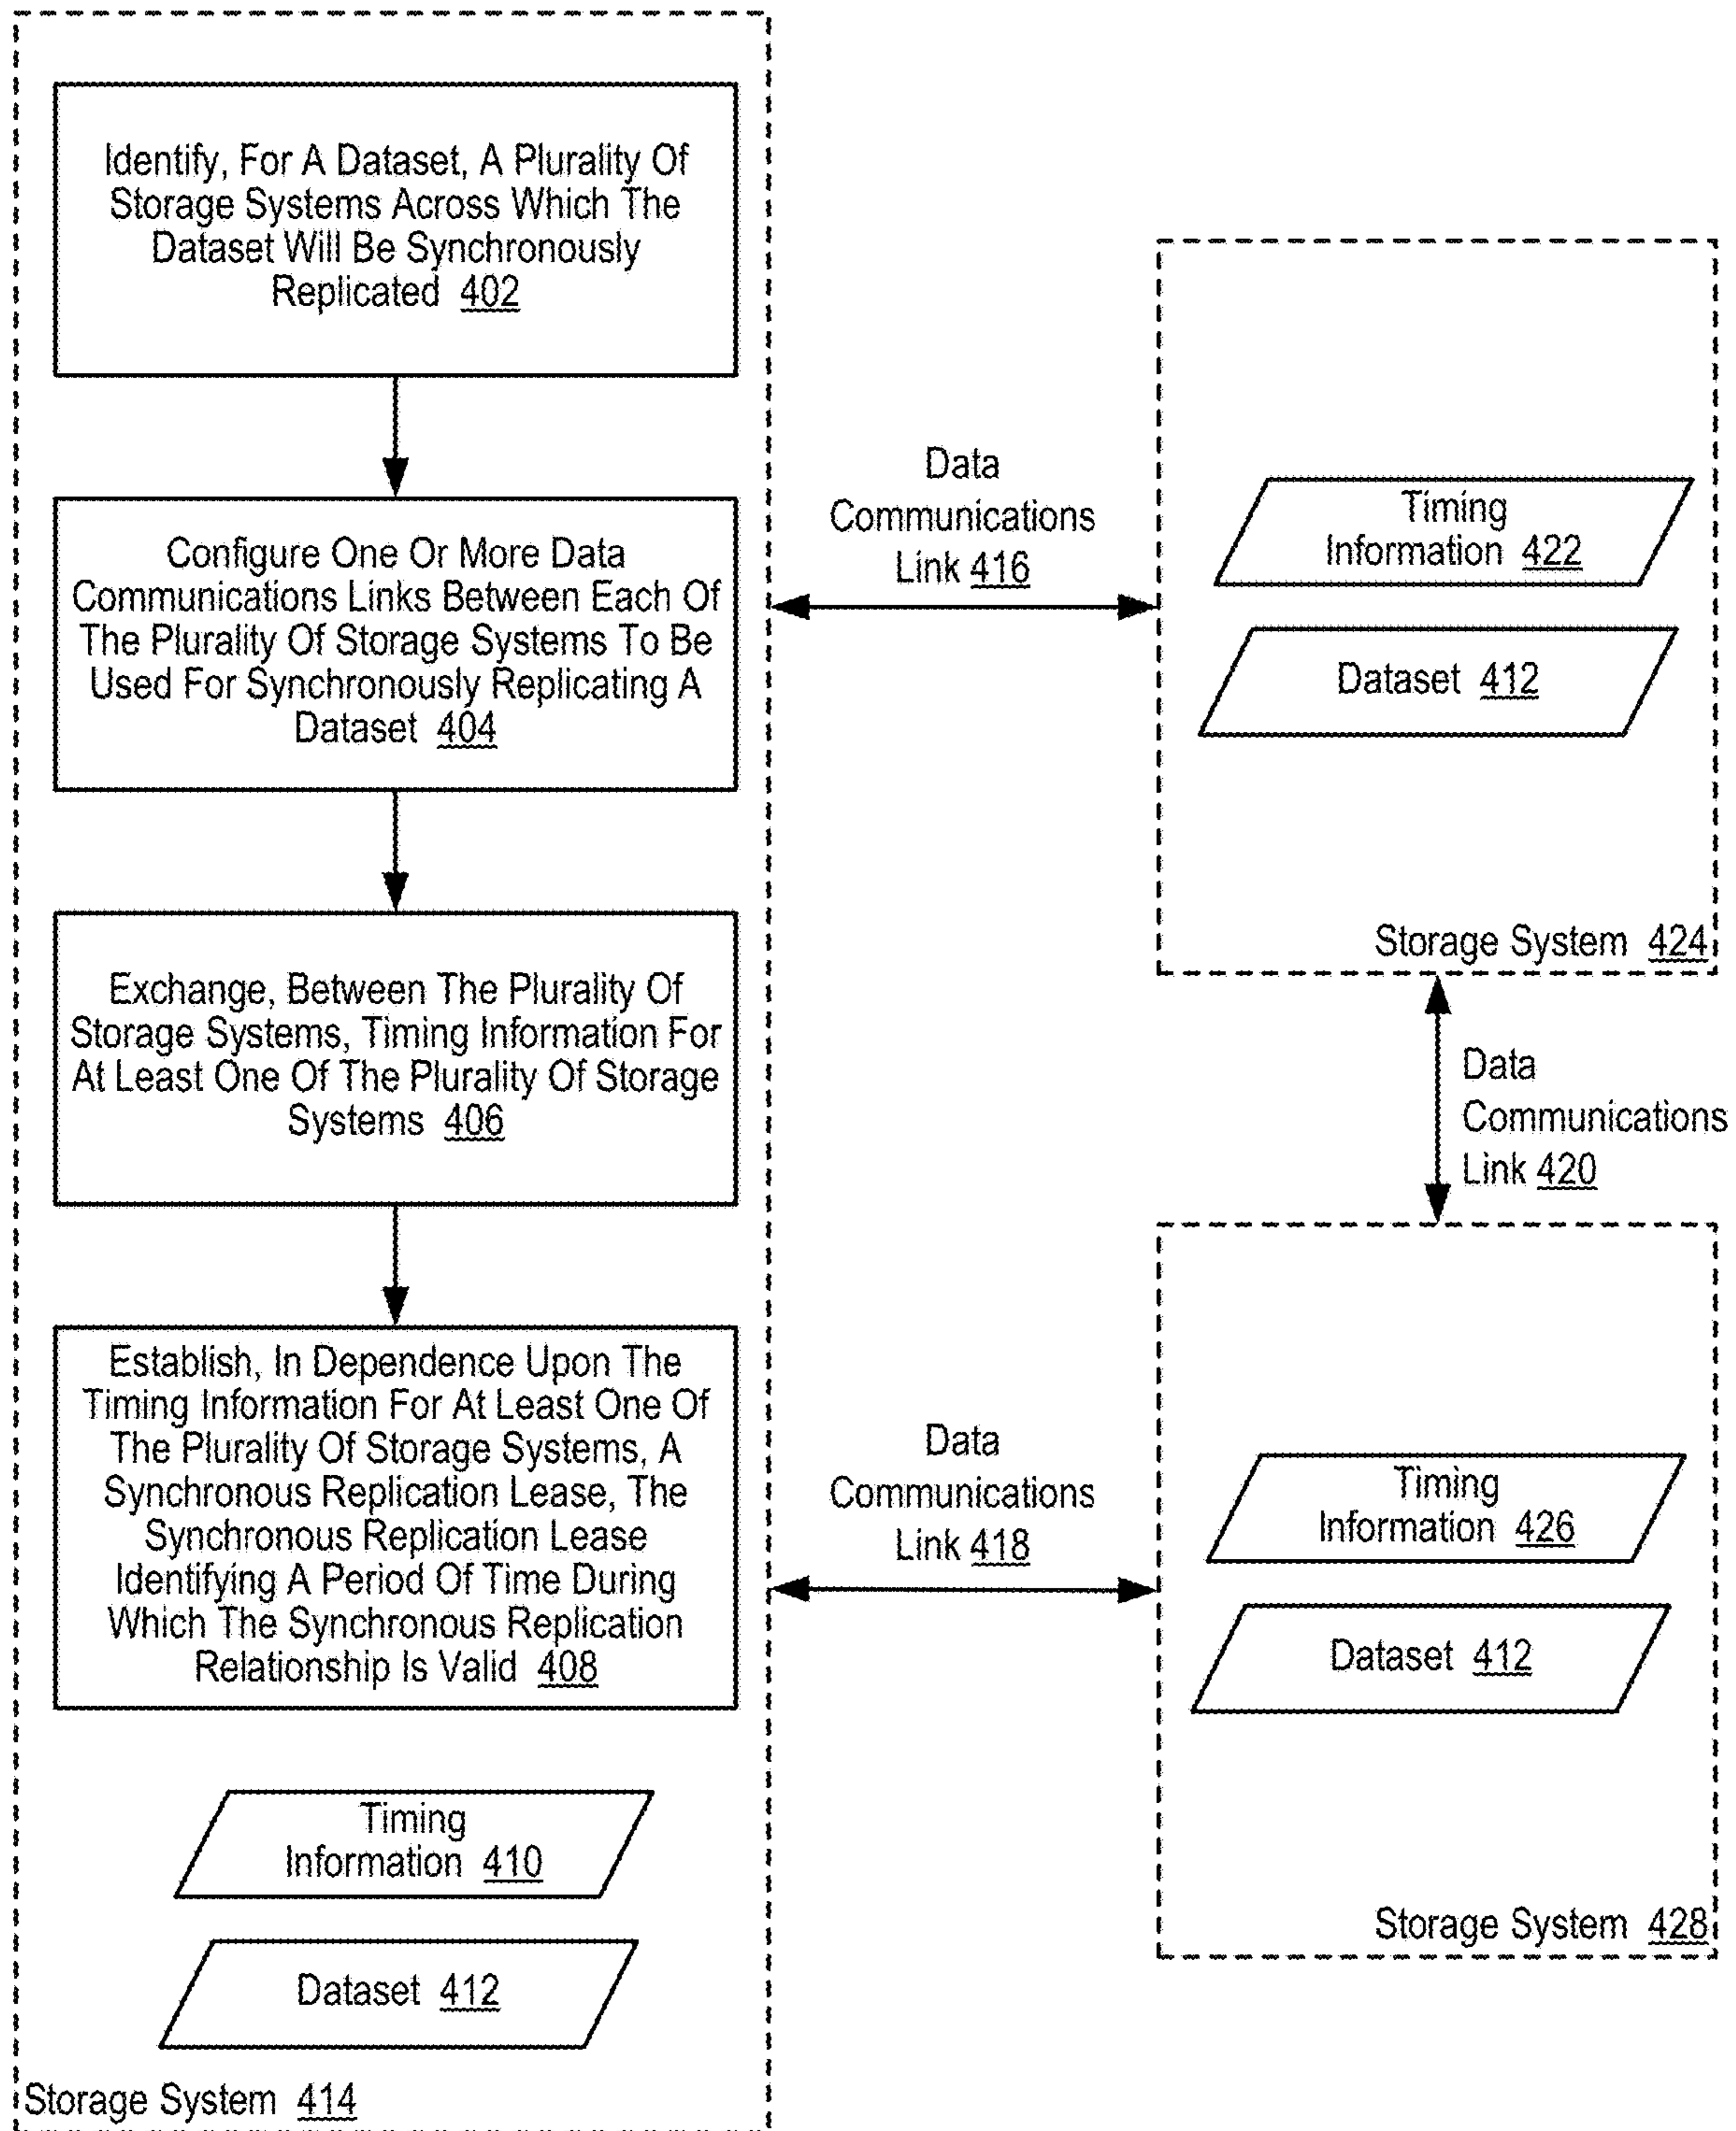 Identify, For A Dataset, A Plurality Of
Storage Systems Across Which The
Dataset Will Be Synchronously
Replicated 402
Configure One Or More Data
Communications Links Between Each Of
The Plurality Of Storage Systems To Be
Used For Synchronously Replicating A
Dataset 404
Exchange, Between The Plurality Of
Storage Systems, Timing Information For
At Least One Of The Plurality Of Storage
Systems 406
Establish, In Dependence Upon The
Timing Information For At Least One Of
The Plurality Of Storage Systems, A
Synchronous Replication Lease, The
Synchronous Replication Lease
Identifying A Period Of Time During
Which The Synchronous Replication
Relationship Is Valid 408
Timing
Information 410
Dataset 412
Storage System 414
Data
Communications
Link 416
Data
Communications
Link 418
Timing
Information 422
Dataset 412
Storage System 424
Data
Communications
Link 420
Timing
Information 426
Dataset 412
Storage System 428